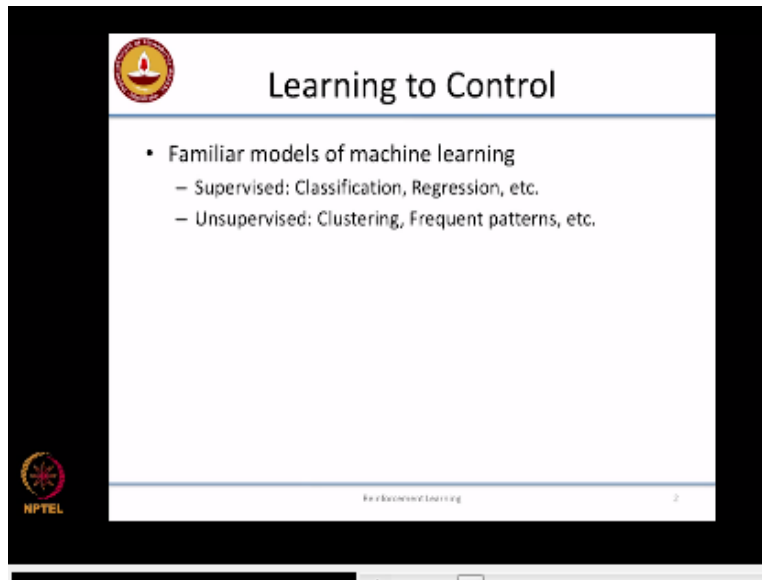 Learning to Control
• Familiar models of machine learning
– Supervised: Classification, Regression, etc.
– Unsupervised: Clustering, Frequent patterns, etc.
NPTEL
Reinforcement Learning
2